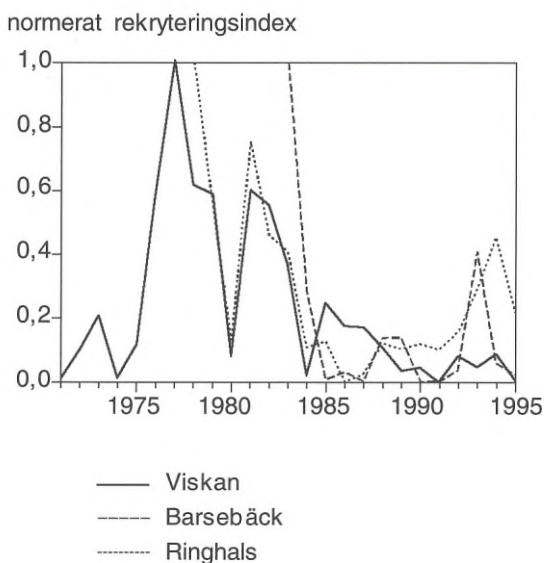 normerat rekryteringsindex
1,0
0,8
0,6
0,4
0,2
0,0
1975 1980 1985 1990 1995
Viskan
Barsebäck
Ringhals